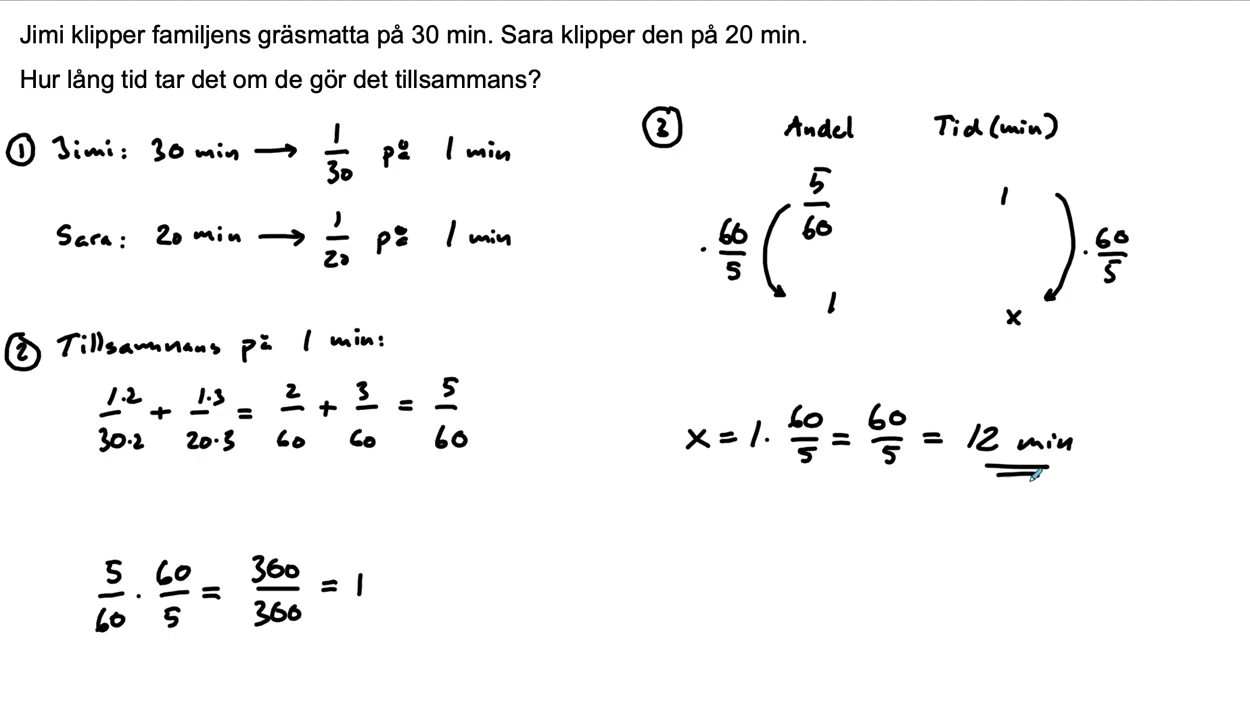 Jimi klipper familjens gräsmatta på 30 min. Sara klipper den på 20 min.
Hur lång tid tar det om de gör det tillsammans?
① Jimi: 30 min → 1/30 på 1 min
Sara: 20 min → 1/20 på 1 min
② Tillsammans på 1 min:
1·2/30·2 + 1·3/20·3 = 2/60 + 3/60 = 5/60
5/60 · 60/5 = 360/360 = 1
③ Andel Tid (min)
5/60 1
· 60/5 · 60/5
1 x
x = 1 · 60/5 = 60/5 = 12 min